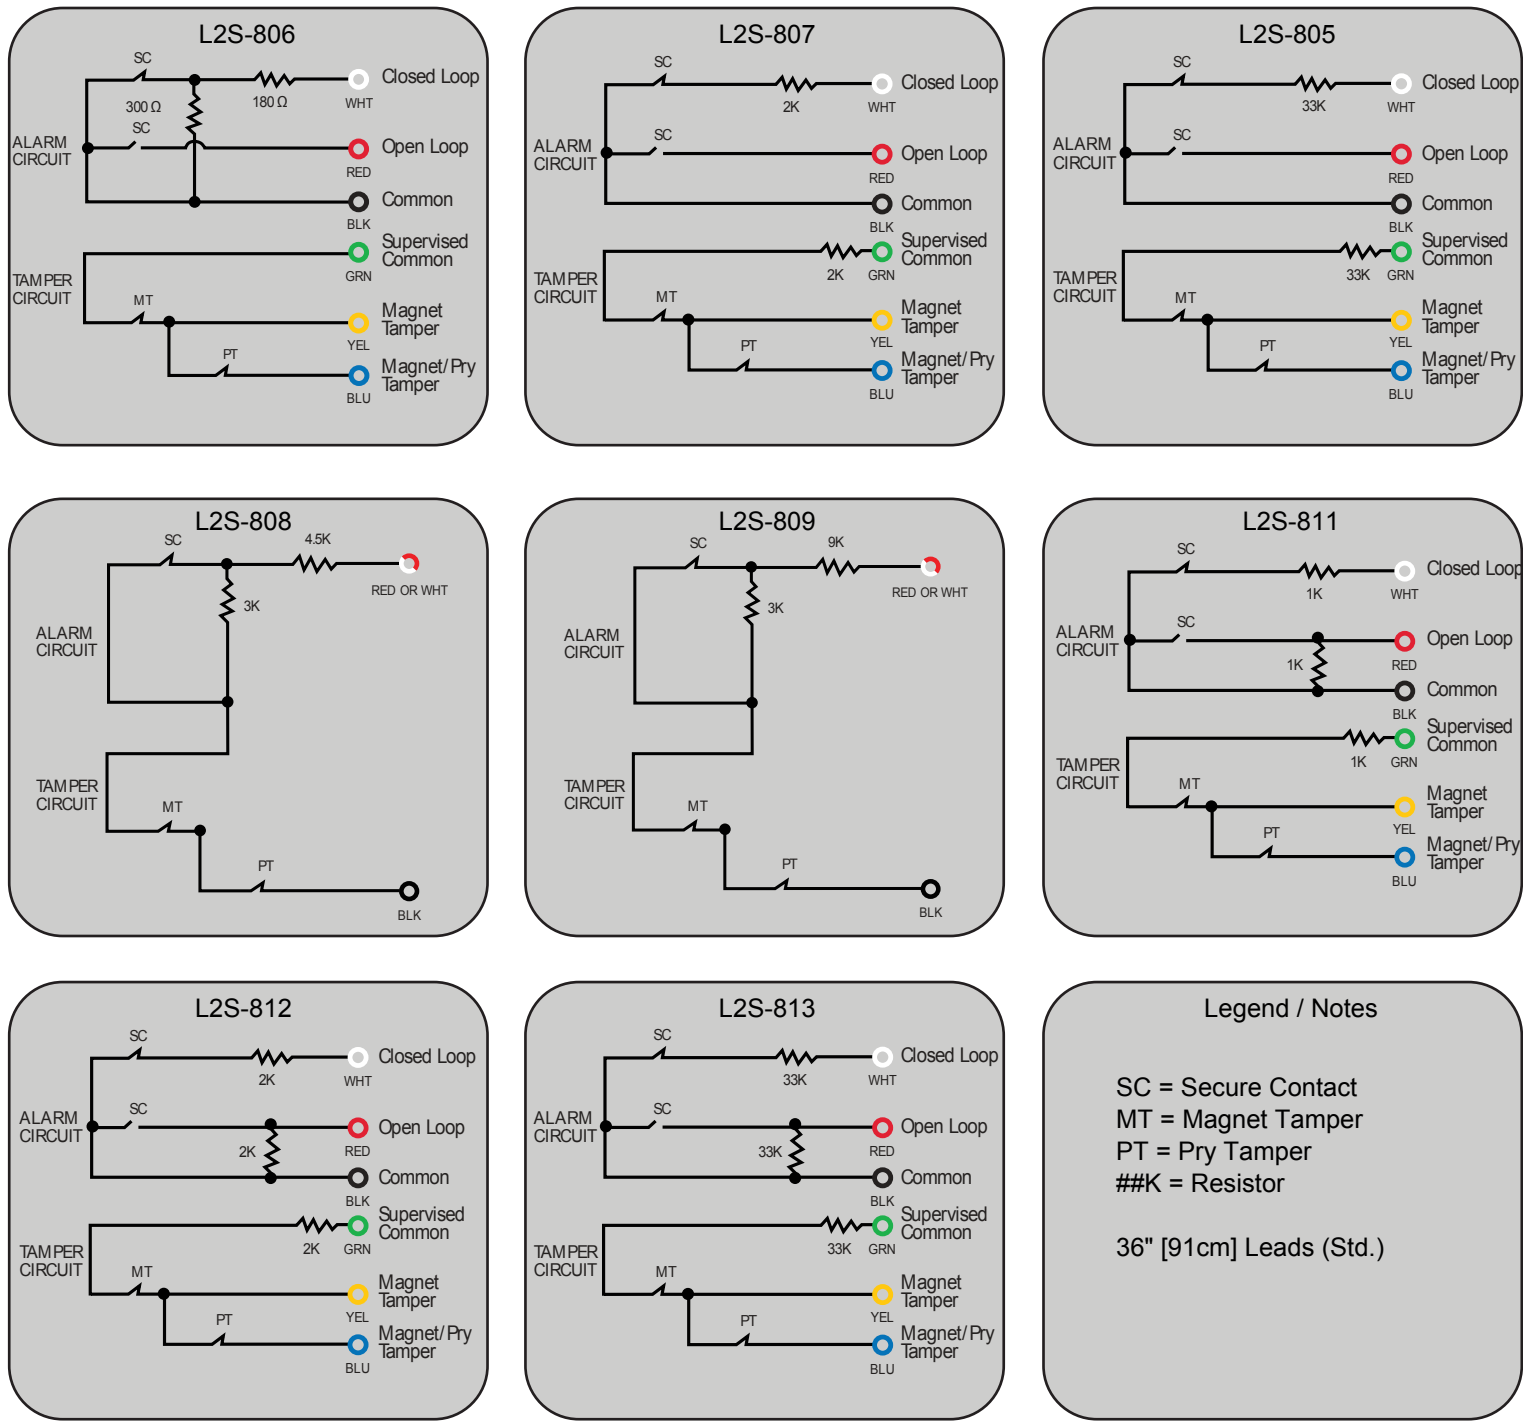 L2S-806
SC
Closed Loop
300 Ω
180 Ω
WHT
SC
ALARM
CIRCUIT
Open Loop
RED
Common
BLK
Supervised
Common
GRN
TAMPER
CIRCUIT
MT
Magnet
Tamper
YEL
PT
Magnet/Pry
Tamper
BLU
L2S-807
SC
Closed Loop
2K
WHT
SC
ALARM
CIRCUIT
Open Loop
RED
Common
BLK
Supervised
Common
2K
GRN
TAMPER
CIRCUIT
MT
Magnet
Tamper
YEL
PT
Magnet/Pry
Tamper
BLU
L2S-805
SC
Closed Loop
33K
WHT
SC
ALARM
CIRCUIT
Open Loop
RED
Common
BLK
Supervised
Common
33K
GRN
TAMPER
CIRCUIT
MT
Magnet
Tamper
YEL
PT
Magnet/Pry
Tamper
BLU
L2S-808
SC
4.5K
RED OR WHT
3K
ALARM
CIRCUIT
TAMPER
CIRCUIT
MT
PT
BLK
L2S-809
SC
9K
RED OR WHT
3K
ALARM
CIRCUIT
TAMPER
CIRCUIT
MT
PT
BLK
L2S-811
SC
Closed Loop
1K
WHT
SC
ALARM
CIRCUIT
Open Loop
1K
RED
Common
BLK
Supervised
Common
1K
GRN
TAMPER
CIRCUIT
MT
Magnet
Tamper
YEL
PT
Magnet/Pry
Tamper
BLU
L2S-812
SC
Closed Loop
2K
WHT
SC
ALARM
CIRCUIT
Open Loop
2K
RED
Common
BLK
Supervised
Common
2K
GRN
TAMPER
CIRCUIT
MT
Magnet
Tamper
YEL
PT
Magnet/Pry
Tamper
BLU
L2S-813
SC
Closed Loop
33K
WHT
SC
ALARM
CIRCUIT
Open Loop
33K
RED
Common
BLK
Supervised
Common
33K
GRN
TAMPER
CIRCUIT
MT
Magnet
Tamper
YEL
PT
Magnet/Pry
Tamper
BLU
Legend / Notes
SC = Secure Contact
MT = Magnet Tamper
PT = Pry Tamper
##K = Resistor
36" [91cm] Leads (Std.)